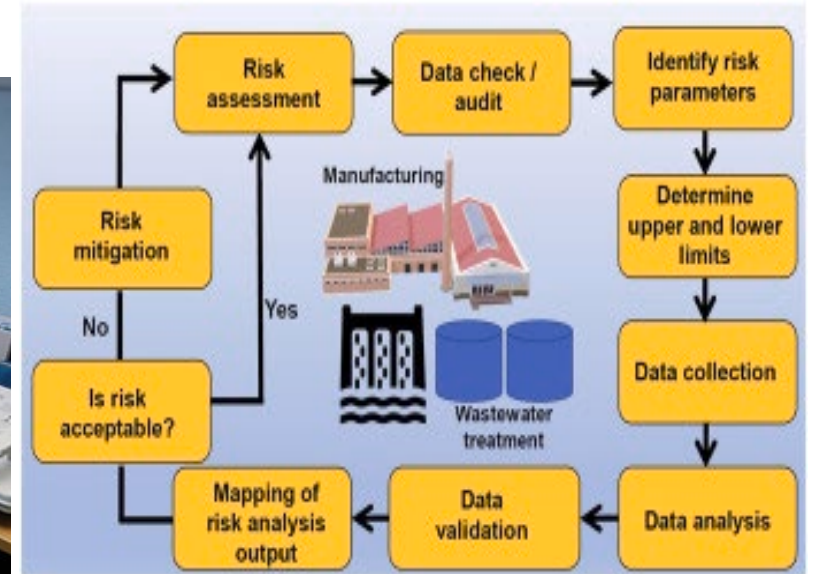 Risk
assessment
Data check /
audit
Identify risk
parameters
Determine
upper and lower
limits
Data collection
Data analysis
Data
validation
Mapping of
risk analysis
output
Is risk
acceptable?
No
Yes
Risk
mitigation
Manufacturing
Wastewater
treatment